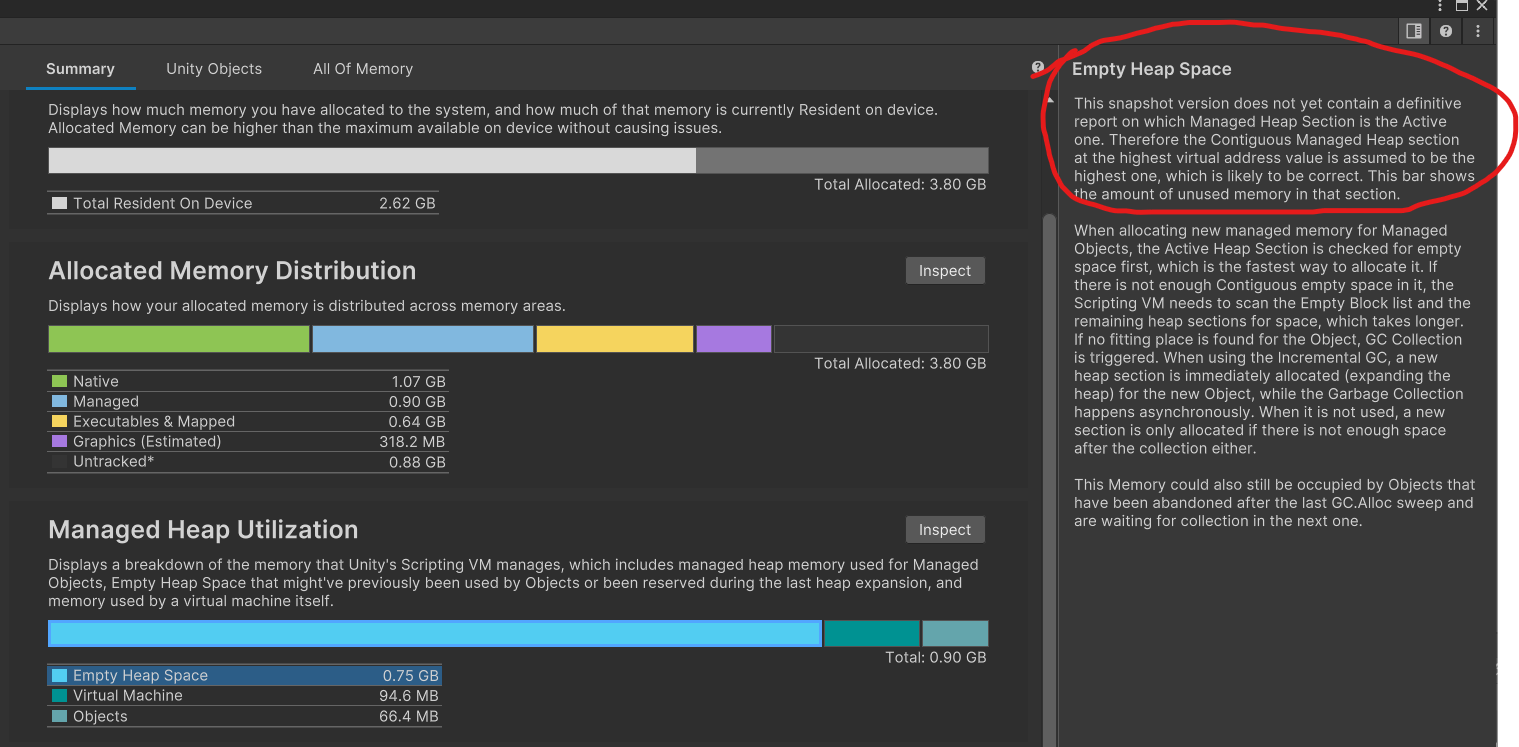 Summary
Unity Objects
All Of Memory
Displays how much memory you have allocated to the system, and how much of that memory is currently Resident on device.
Allocated Memory can be higher than the maximum available on device without causing issues.
Total Allocated: 3.80 GB
Total Resident On Device 2.62 GB
Allocated Memory Distribution
Inspect
Displays how your allocated memory is distributed across memory areas.
Total Allocated: 3.80 GB
Native 1.07 GB
Managed 0.90 GB
Executables & Mapped 0.64 GB
Graphics (Estimated) 318.2 MB
Untracked* 0.88 GB
Managed Heap Utilization
Inspect
Displays a breakdown of the memory that Unity's Scripting VM manages, which includes managed heap memory used for Managed
Objects, Empty Heap Space that might've previously been used by Objects or been reserved during the last heap expansion, and
memory used by a virtual machine itself.
Total: 0.90 GB
Empty Heap Space 0.75 GB
Virtual Machine 94.6 MB
Objects 66.4 MB
Empty Heap Space
This snapshot version does not yet contain a definitive
report on which Managed Heap Section is the Active
one. Therefore the Contiguous Managed Heap section
at the highest virtual address value is assumed to be the
highest one, which is likely to be correct. This bar shows
the amount of unused memory in that section.
When allocating new managed memory for Managed
Objects, the Active Heap Section is checked for empty
space first, which is the fastest way to allocate it. If
there is not enough Contiguous empty space in it, the
Scripting VM needs to scan the Empty Block list and the
remaining heap sections for space, which takes longer.
If no fitting place is found for the Object, GC Collection
is triggered. When using the Incremental GC, a new
heap section is immediately allocated (expanding the
heap) for the new Object, while the Garbage Collection
happens asynchronously. When it is not used, a new
section is only allocated if there is not enough space
after the collection either.
This Memory could also still be occupied by Objects that
have been abandoned after the last GC.Alloc sweep and
are waiting for collection in the next one.